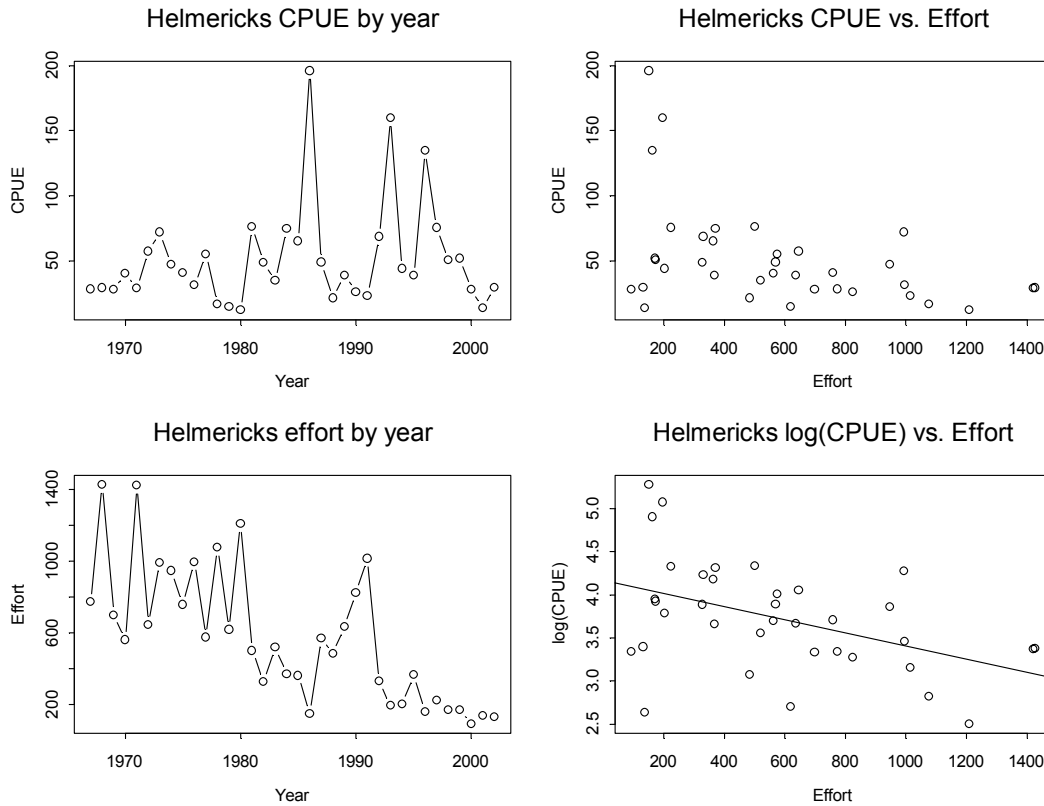 Helmericks CPUE by year
200
150
100
50
CPUE
1970 1980 1990 2000
Year
Helmericks CPUE vs. Effort
200
150
100
50
CPUE
200 400 600 800 1000 1200 1400
Effort
Helmericks effort by year
1400
1000
600
200
Effort
1970 1980 1990 2000
Year
Helmericks log(CPUE) vs. Effort
5.0
4.5
4.0
3.5
3.0
2.5
log(CPUE)
200 400 600 800 1000 1200 1400
Effort